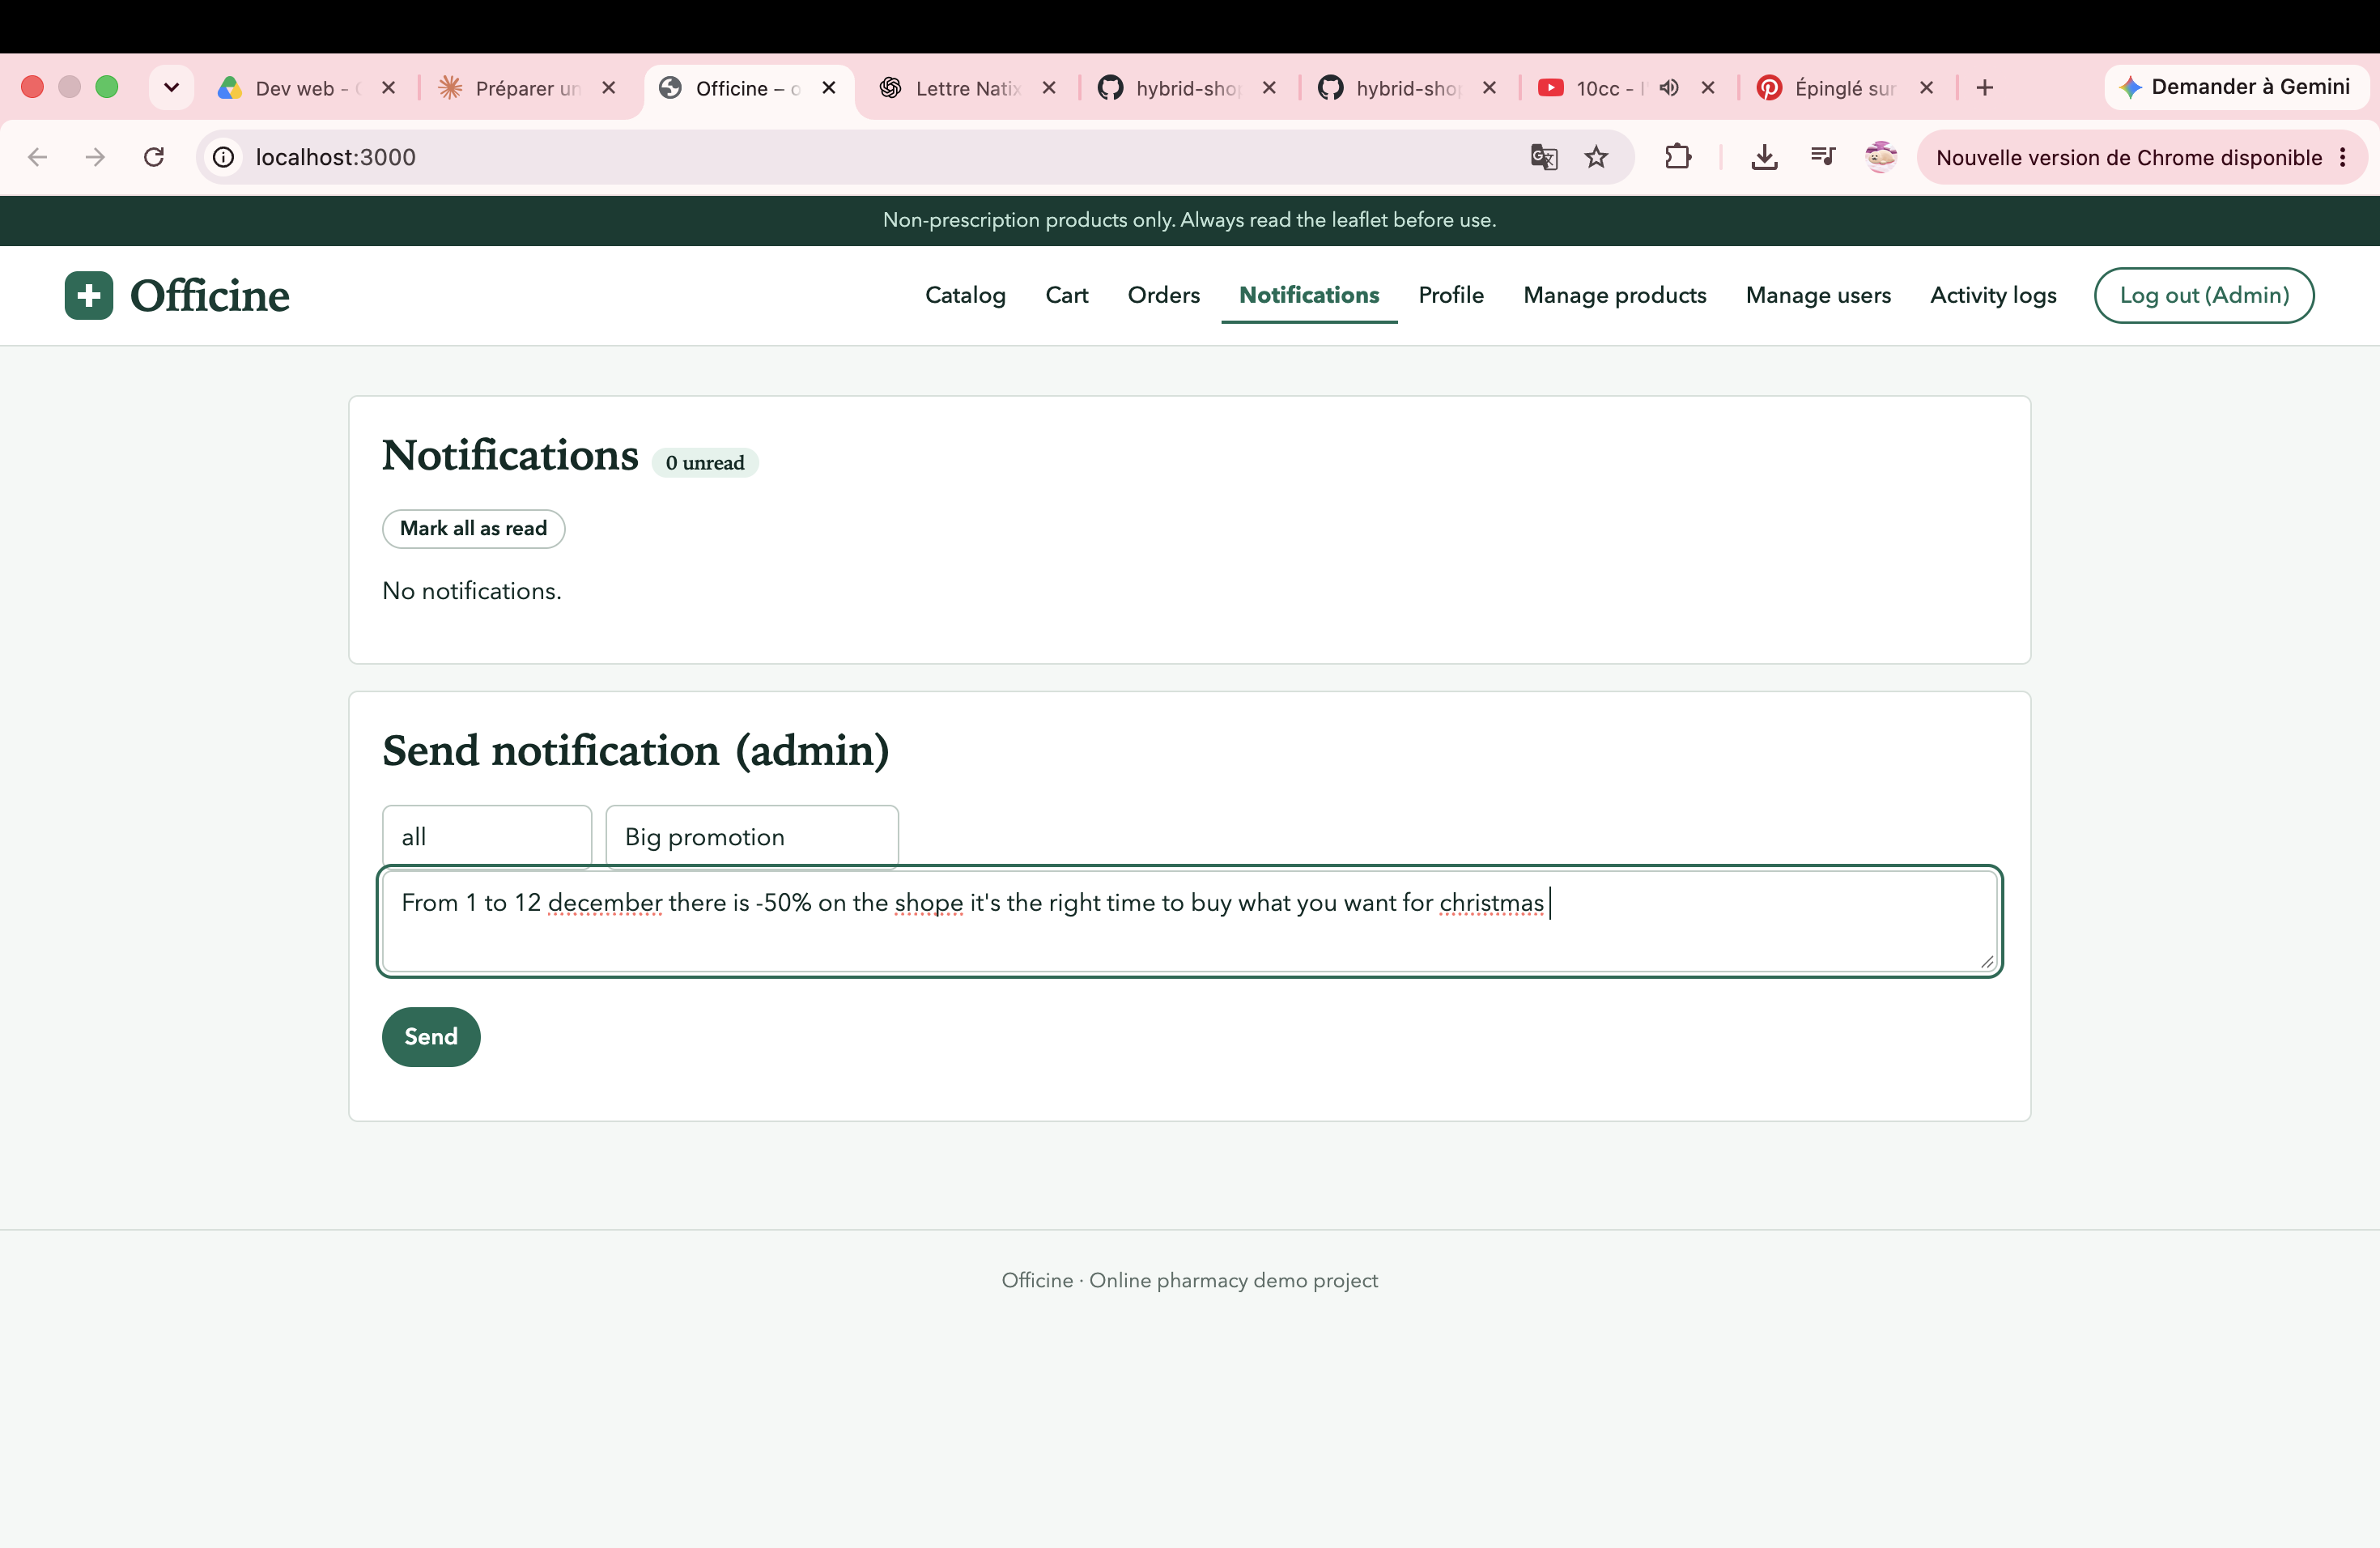 Dev web -
Préparer un
Officine –
Lettre Natix
hybrid-shop
hybrid-shop
10cc -
Épinglé sur
Demander à Gemini
localhost:3000
Nouvelle version de Chrome disponible
Non-prescription products only. Always read the leaflet before use.
Officine
Catalog
Cart
Orders
Notifications
Profile
Manage products
Manage users
Activity logs
Log out (Admin)
Notifications 0 unread
Mark all as read
No notifications.
Send notification (admin)
all
Big promotion
From 1 to 12 december there is -50% on the shope it's the right time to buy what you want for christmas
Send
Officine · Online pharmacy demo project